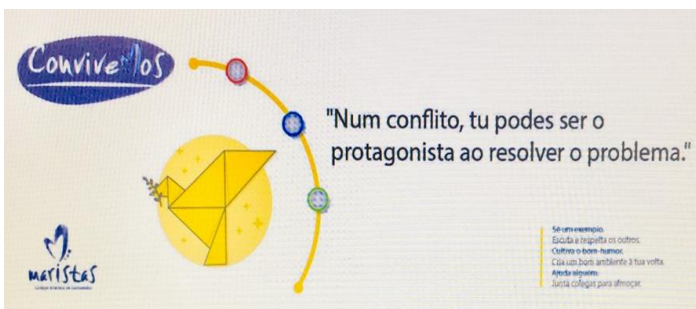 ConviveMos
"Num conflito, tu podes ser o
protagonista ao resolver o problema."
Sê um exemplo.
Escuta e respeita os outros.
Cultiva o bom-humor.
Cria um bom ambiente à tua volta.
Ajuda alguém.
Junta colegas para almoçar.
maristas